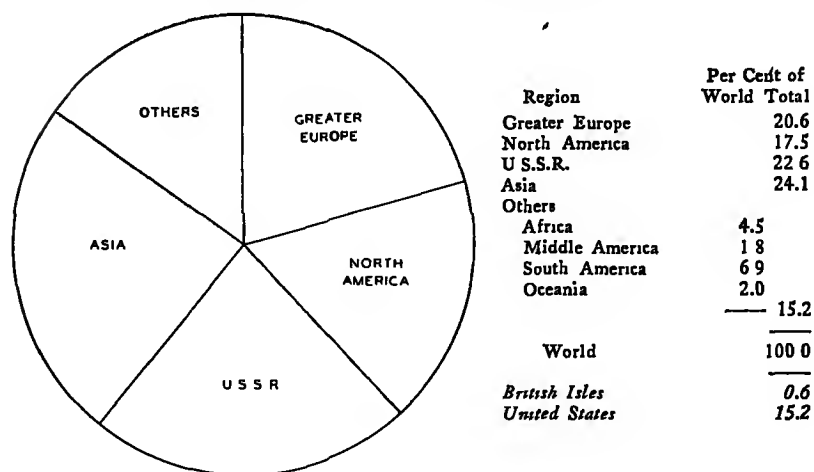 OTHERS
GREATER
EUROPE
ASIA
NORTH
AMERICA
U S S R
Per Cent of
Region World Total
Greater Europe 20.6
North America 17.5
U S.S.R. 22 6
Asia 24.1
Others
Africa 4.5
Middle America 1 8
South America 6 9
Oceania 2.0
15.2
World 100 0
British Isles 0.6
United States 15.2